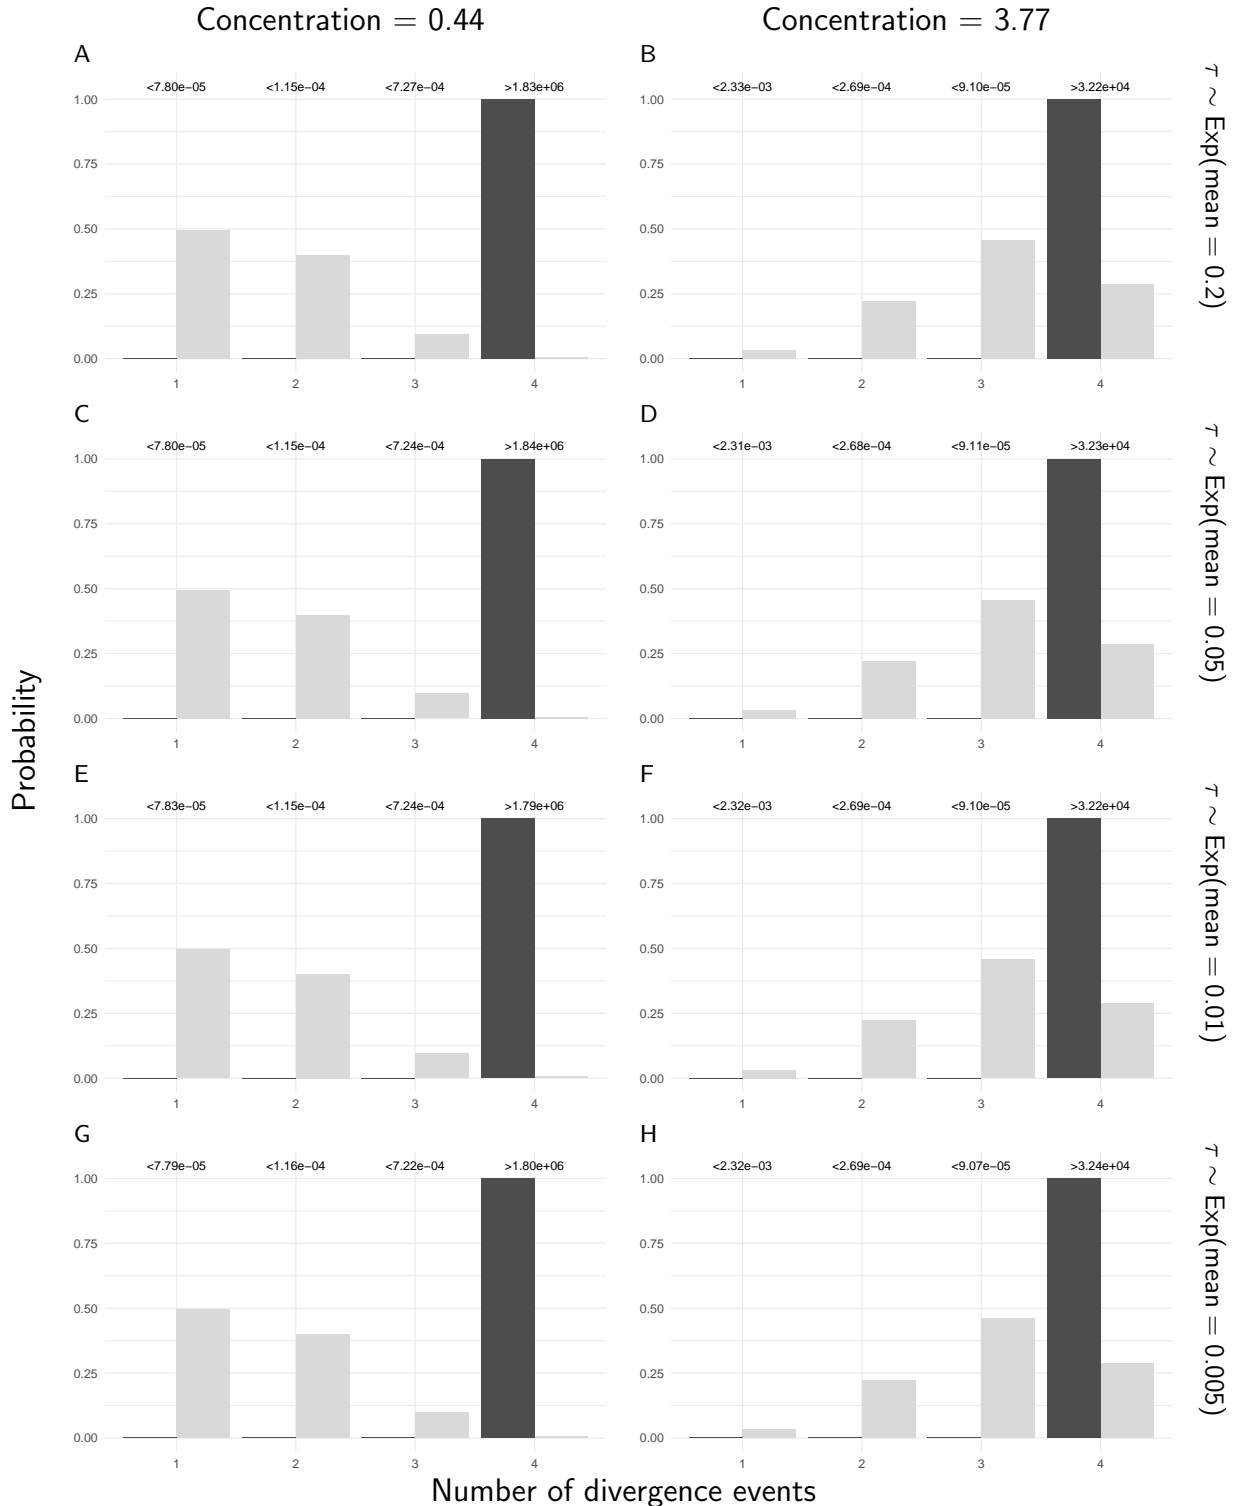 Concentration = 0.44
Concentration = 3.77
A
<7.80e−05 <1.15e−04 <7.27e−04 >1.83e+06
1.00
0.75
0.50
0.25
0.00
1 2 3 4
B
<2.33e−03 <2.69e−04 <9.10e−05 >3.22e+04
1.00
0.75
0.50
0.25
0.00
1 2 3 4
τ ∼ Exp(mean = 0.2)
C
<7.80e−05 <1.15e−04 <7.24e−04 >1.84e+06
1.00
0.75
0.50
0.25
0.00
1 2 3 4
D
<2.31e−03 <2.68e−04 <9.11e−05 >3.23e+04
1.00
0.75
0.50
0.25
0.00
1 2 3 4
τ ∼ Exp(mean = 0.05)
Probability
E
<7.83e−05 <1.15e−04 <7.24e−04 >1.79e+06
1.00
0.75
0.50
0.25
0.00
1 2 3 4
F
<2.32e−03 <2.69e−04 <9.10e−05 >3.22e+04
1.00
0.75
0.50
0.25
0.00
1 2 3 4
τ ∼ Exp(mean = 0.01)
G
<7.79e−05 <1.16e−04 <7.22e−04 >1.80e+06
1.00
0.75
0.50
0.25
0.00
1 2 3 4
H
<2.32e−03 <2.69e−04 <9.07e−05 >3.24e+04
1.00
0.75
0.50
0.25
0.00
1 2 3 4
τ ∼ Exp(mean = 0.005)
Number of divergence events